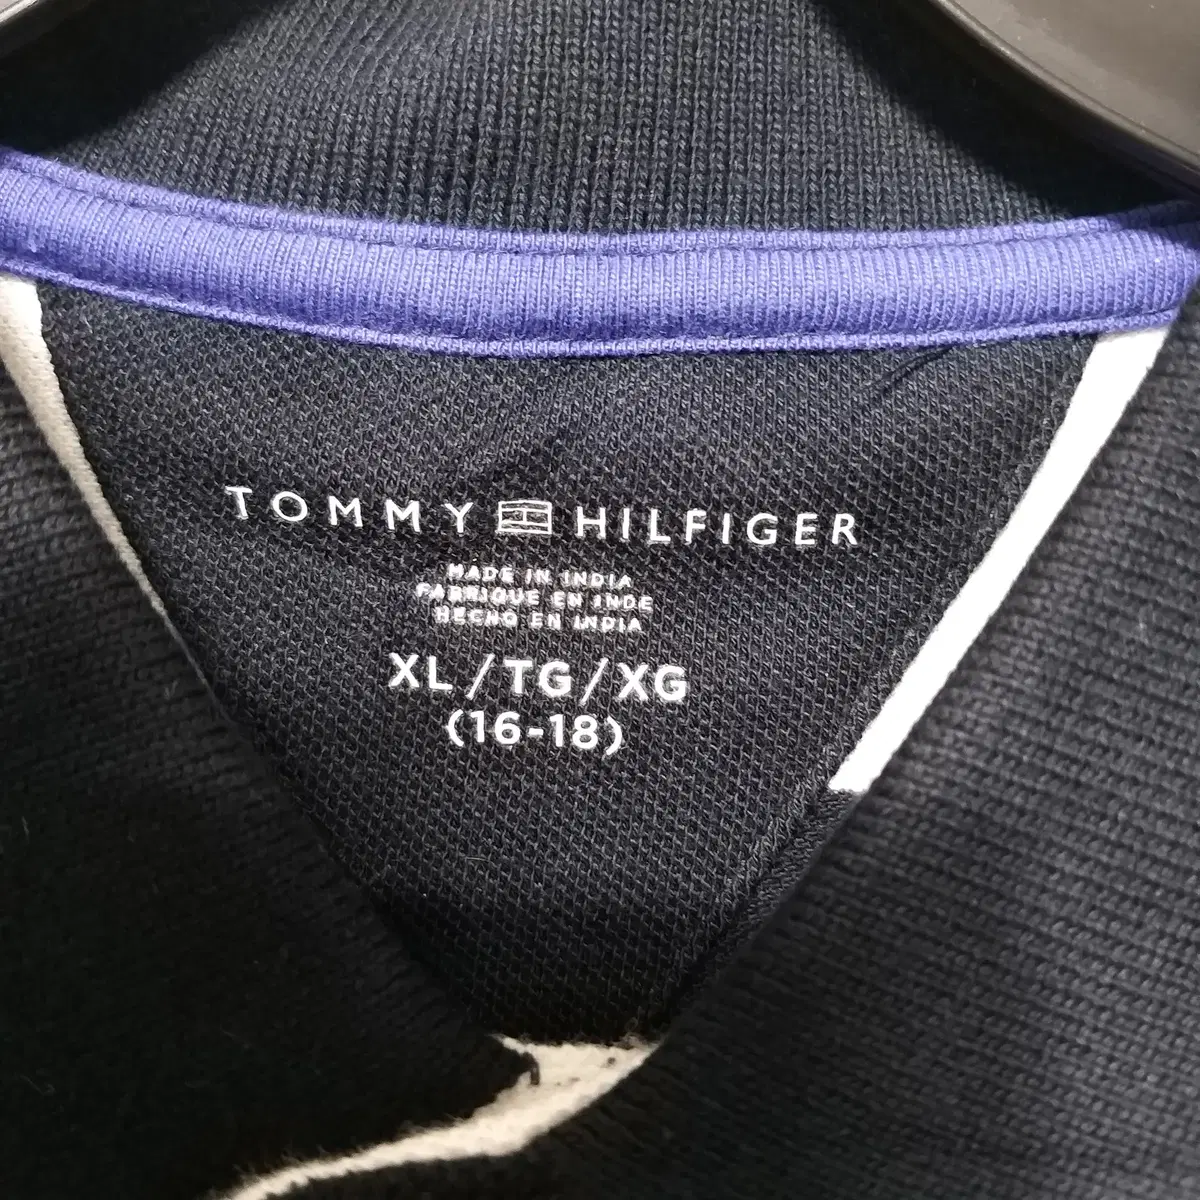 TOMMY HILFIGER
MADE IN INDIA
FABRIQUE EN INDE
HECHO EN INDIA
XL/TG/XG
(16-18)